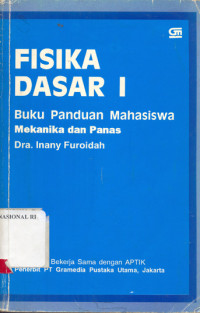 GM
FISIKA
DASAR I
Buku Panduan Mahasiswa
Mekanika dan Panas
Dra. Inany Furoidah
NASIONAL RI.
Bekerja Sama dengan APTIK
Penerbit PT Gramedia Pustaka Utama, Jakarta